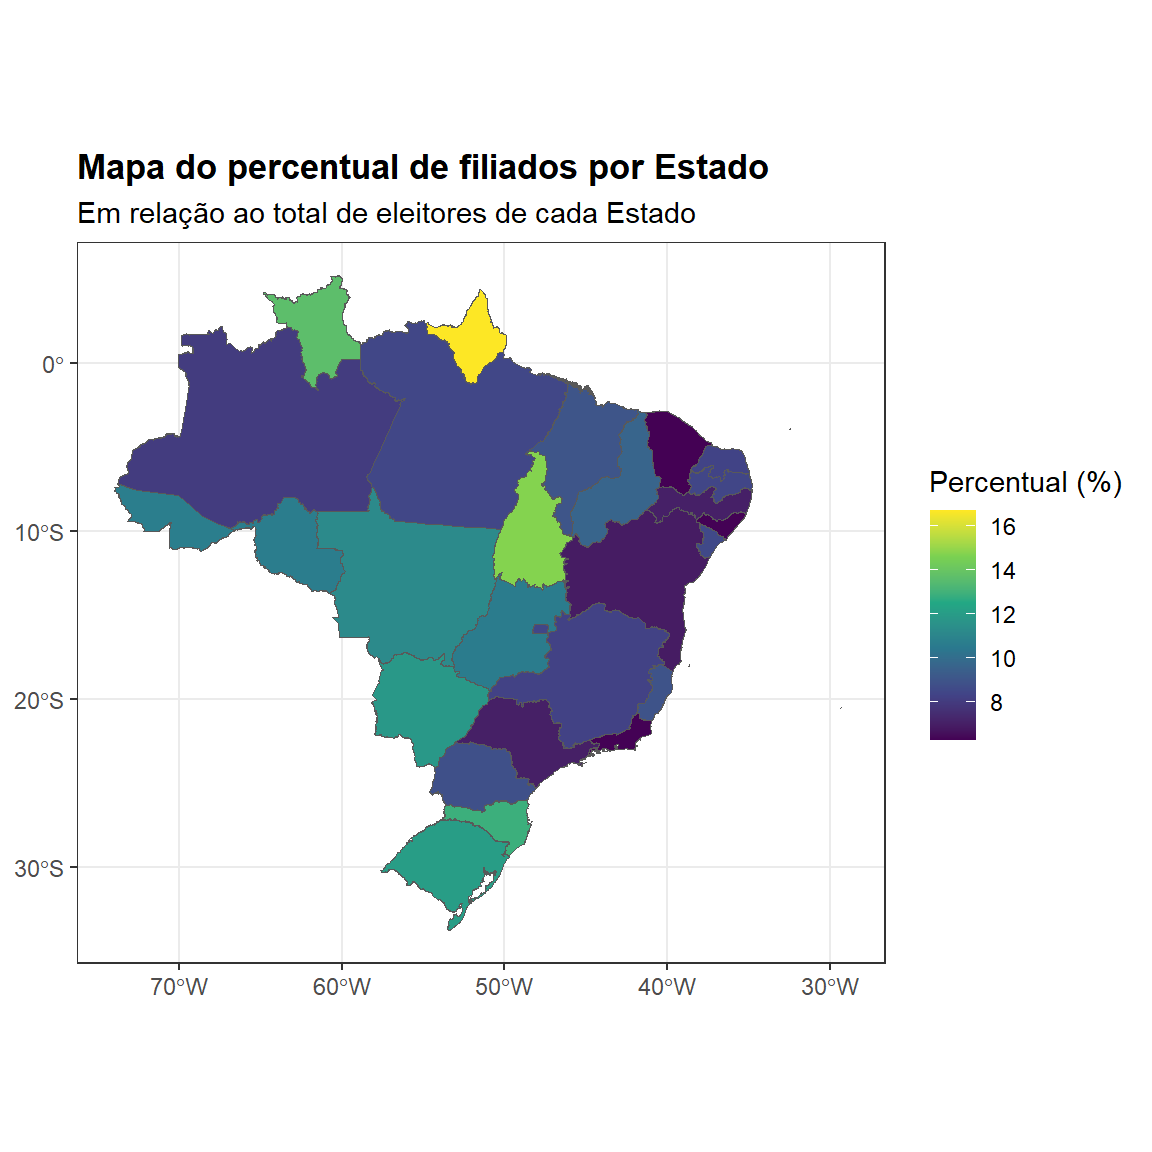 Mapa do percentual de filiados por Estado
Em relação ao total de eleitores de cada Estado
0°
10°S
20°S
30°S
70°W
60°W
50°W
40°W
30°W
Percentual (%)
16
14
12
10
8